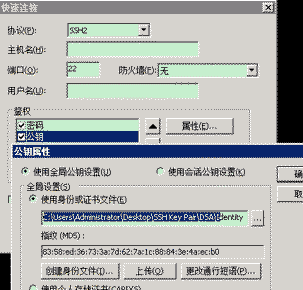 快速连接
协议(P): SSH2
主机名(H):
端口(O): 22 防火墙(F): 无
用户名(U):
鉴权
密码
公钥
属性(E)...
公钥属性
使用全局公钥设置(U) 使用会话公钥设置(K)
全局设置(S)
使用身份或证书文件(E)
C:\Users\Administrator\Desktop\SSH Key Pair\DSA\Identity ...
指纹 (MD5):
83:58:ed:36:73:3a:7d:62:7a:1c:88:84:3e:4a:ec:b0
创建身份文件(I)... 上传(U) 更改通行短语(P)...
使用个人存储证书(CAPI)(S)
确
取